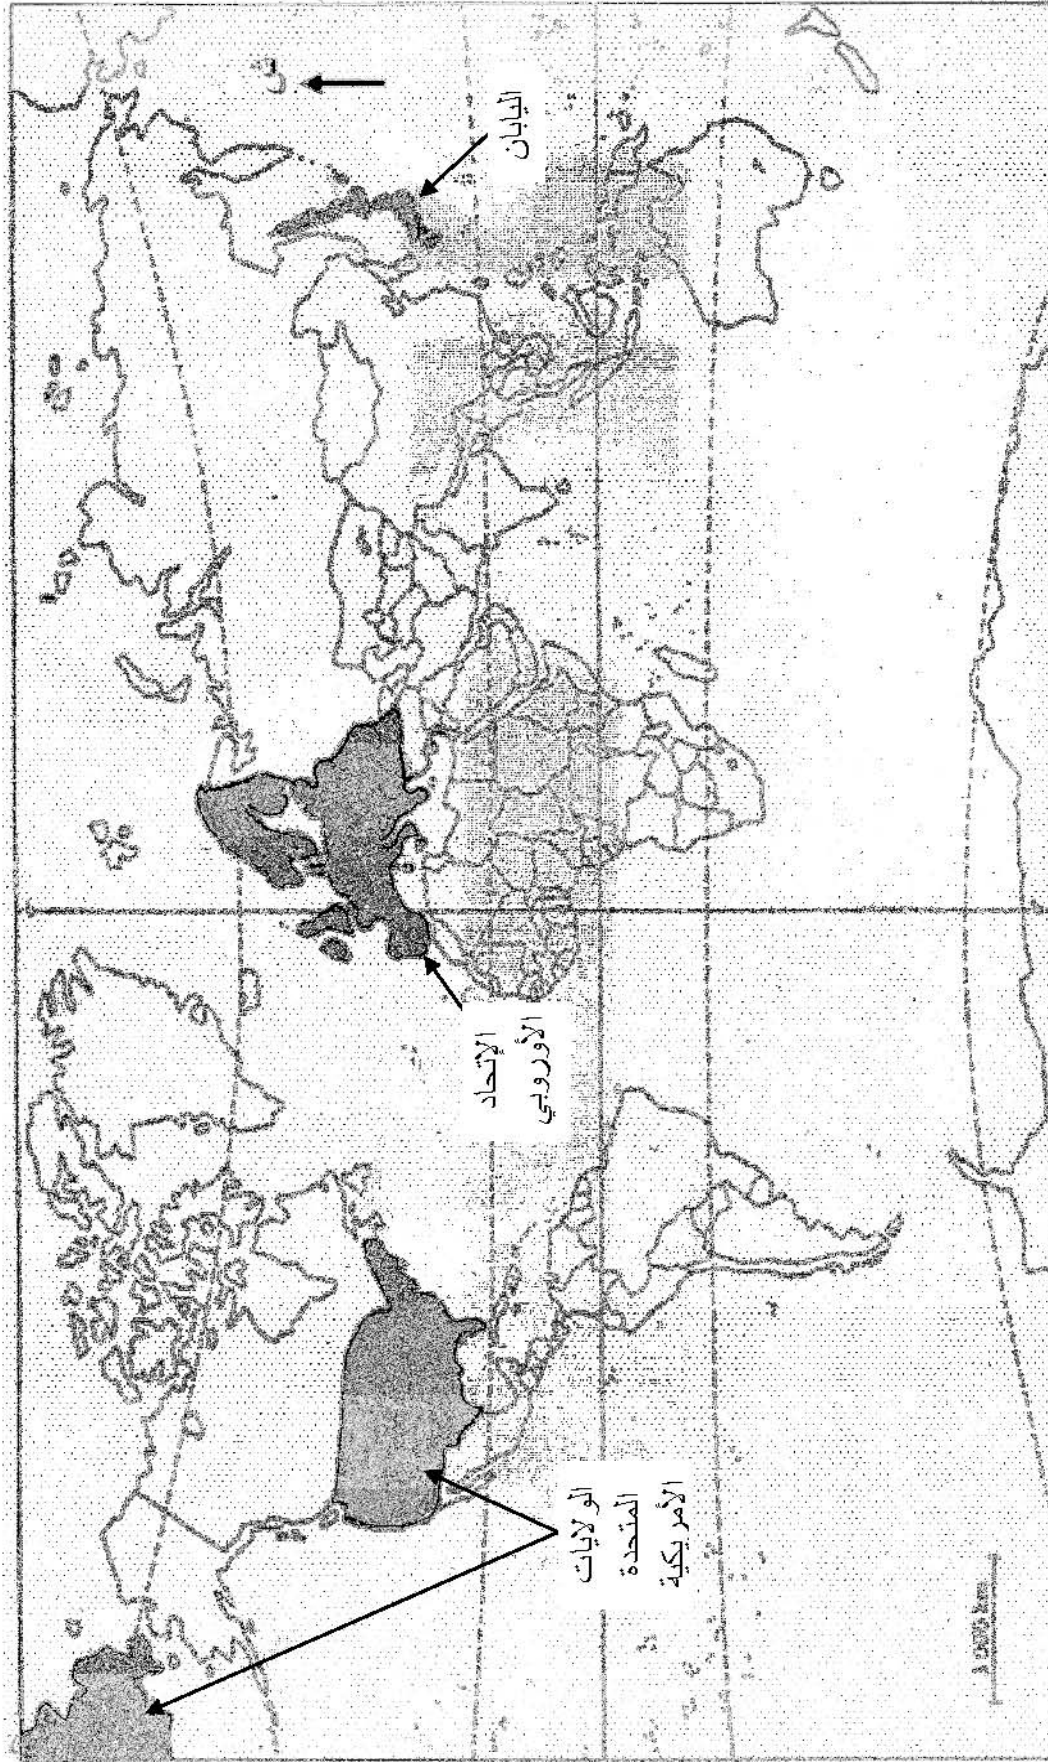 ش
اليابان
الإتحاد
الأوروبي
الولايات
المتحدة
الأمريكية